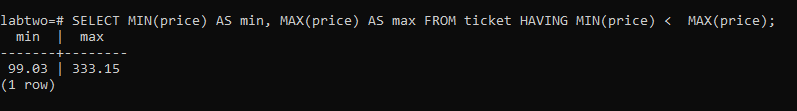 labtwo=# SELECT MIN(price) AS min, MAX(price) AS max FROM ticket HAVING MIN(price) <  MAX(price);
  min  |  max
-------+--------
 99.03 | 333.15
(1 row)